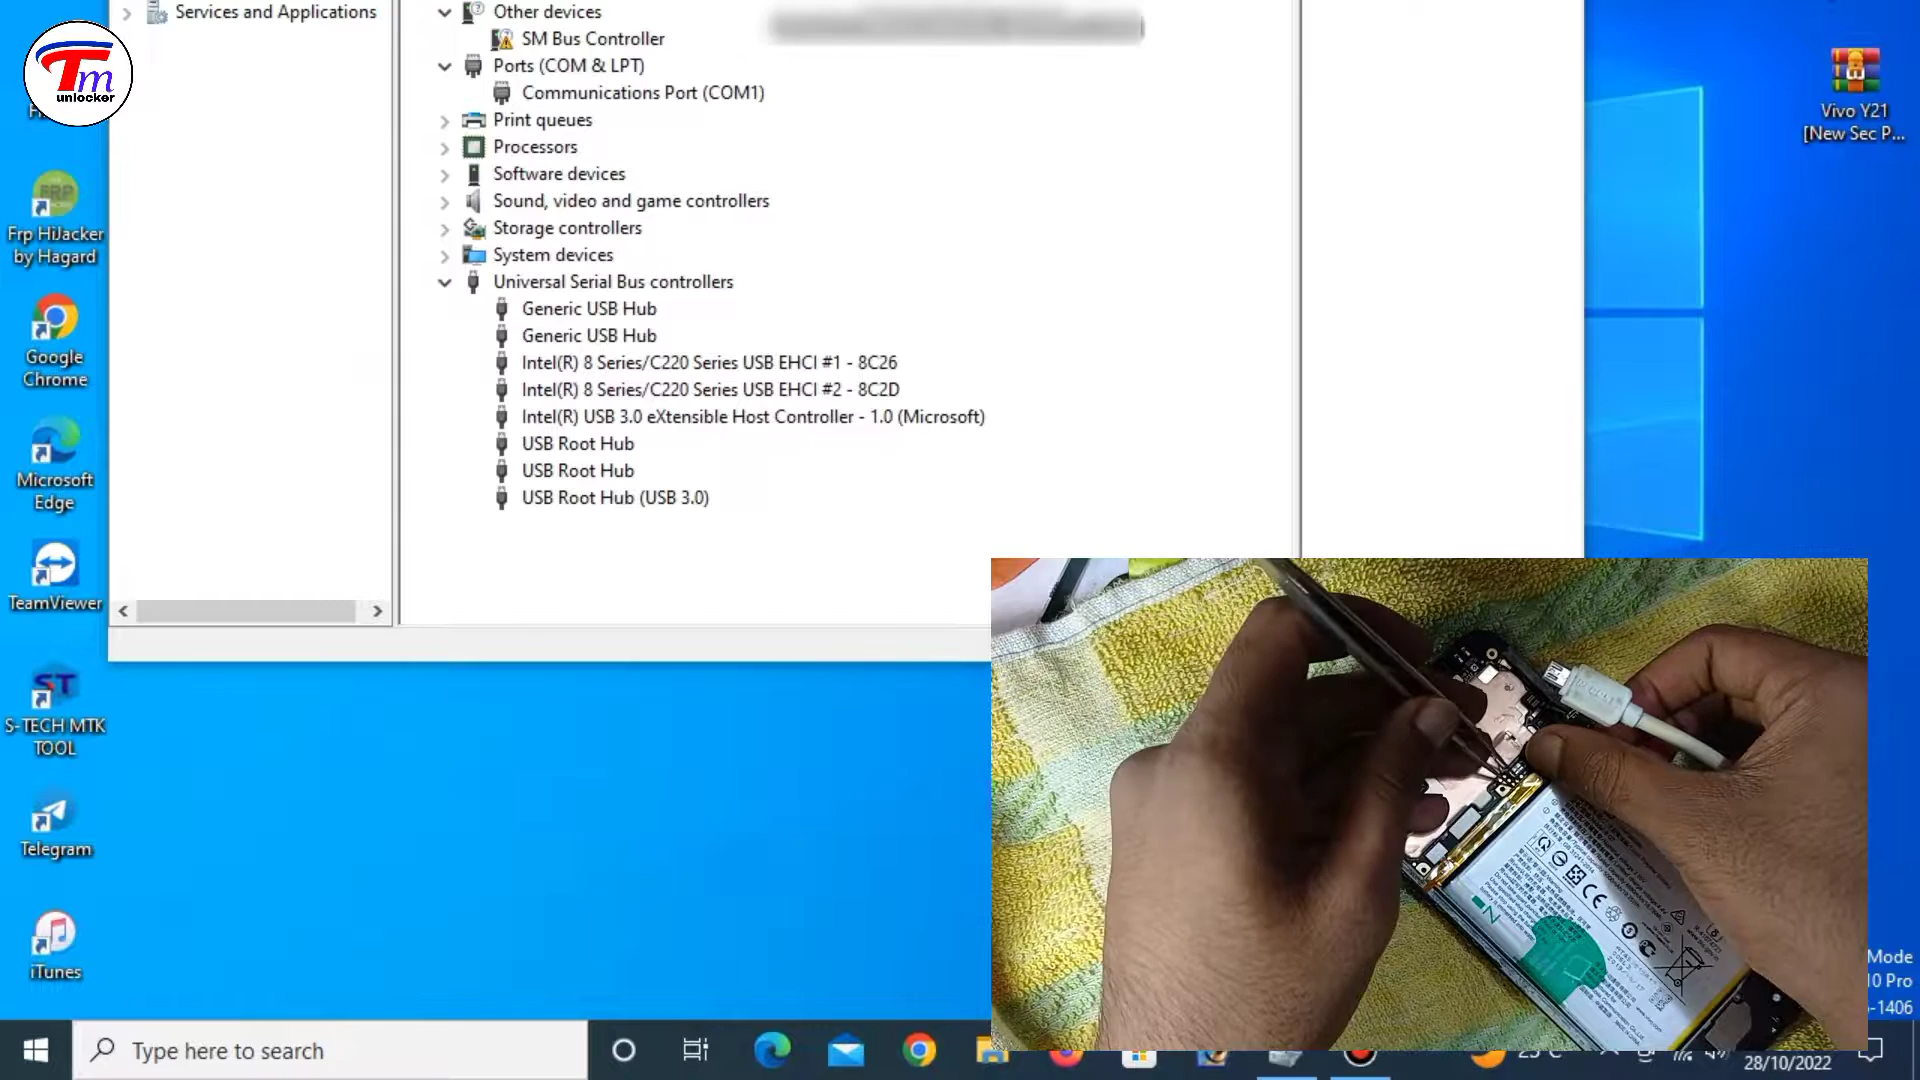 Services and Applications
Other devices
SM Bus Controller
Ports (COM & LPT)
Communications Port (COM1)
Print queues
Processors
Software devices
Sound, video and game controllers
Storage controllers
System devices
Universal Serial Bus controllers
Generic USB Hub
Generic USB Hub
Intel(R) 8 Series/C220 Series USB EHCI #1 - 8C26
Intel(R) 8 Series/C220 Series USB EHCI #2 - 8C2D
Intel(R) USB 3.0 eXtensible Host Controller - 1.0 (Microsoft)
USB Root Hub
USB Root Hub
USB Root Hub (USB 3.0)
Tm
unlocker
Frp HiJacker
by Hagard
Google
Chrome
Microsoft
Edge
TeamViewer
S-TECH MTK
TOOL
Telegram
iTunes
Vivo Y21
[New Sec P...
Mode
10 Pro
-1406
Type here to search
28/10/2022